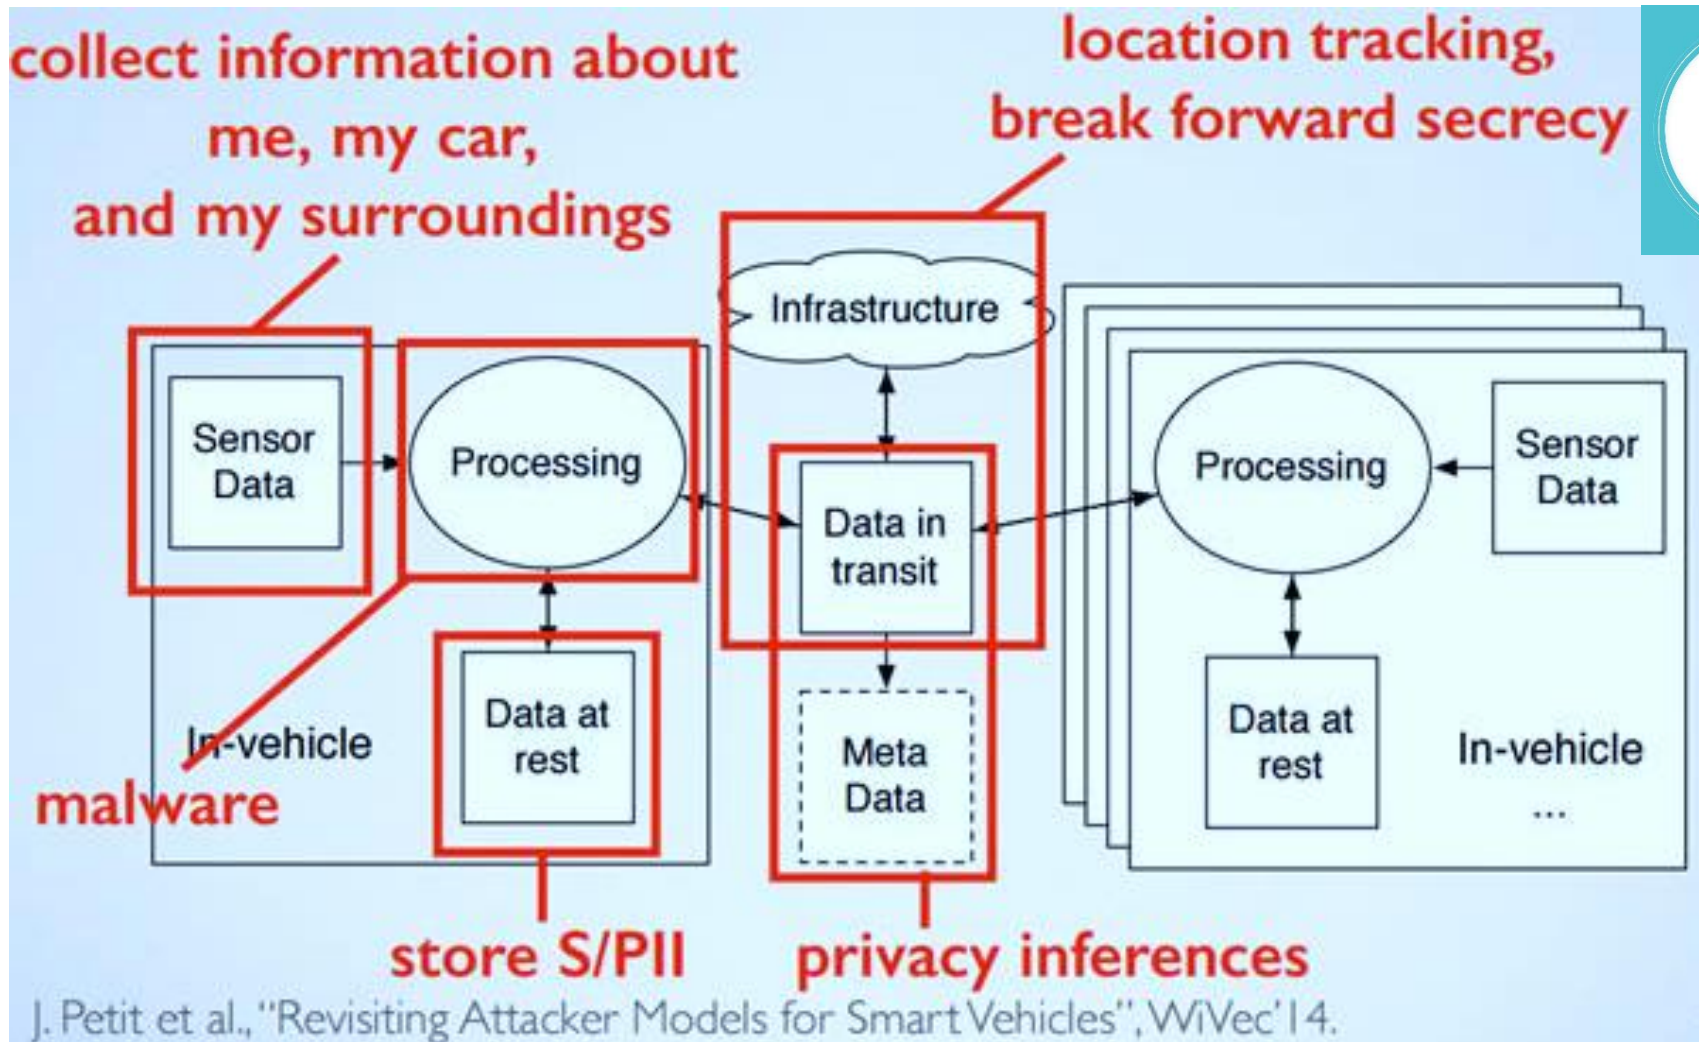 collect information about
me, my car,
and my surroundings
location tracking,
break forward secrecy
Infrastructure
Sensor
Data
Processing
Data in
transit
Processing
Sensor
Data
In-vehicle
Data at
rest
Meta
Data
Data at
rest
In-vehicle
...
malware
store S/PII
privacy inferences
J. Petit et al., “Revisiting Attacker Models for Smart Vehicles”, WiVec’14.